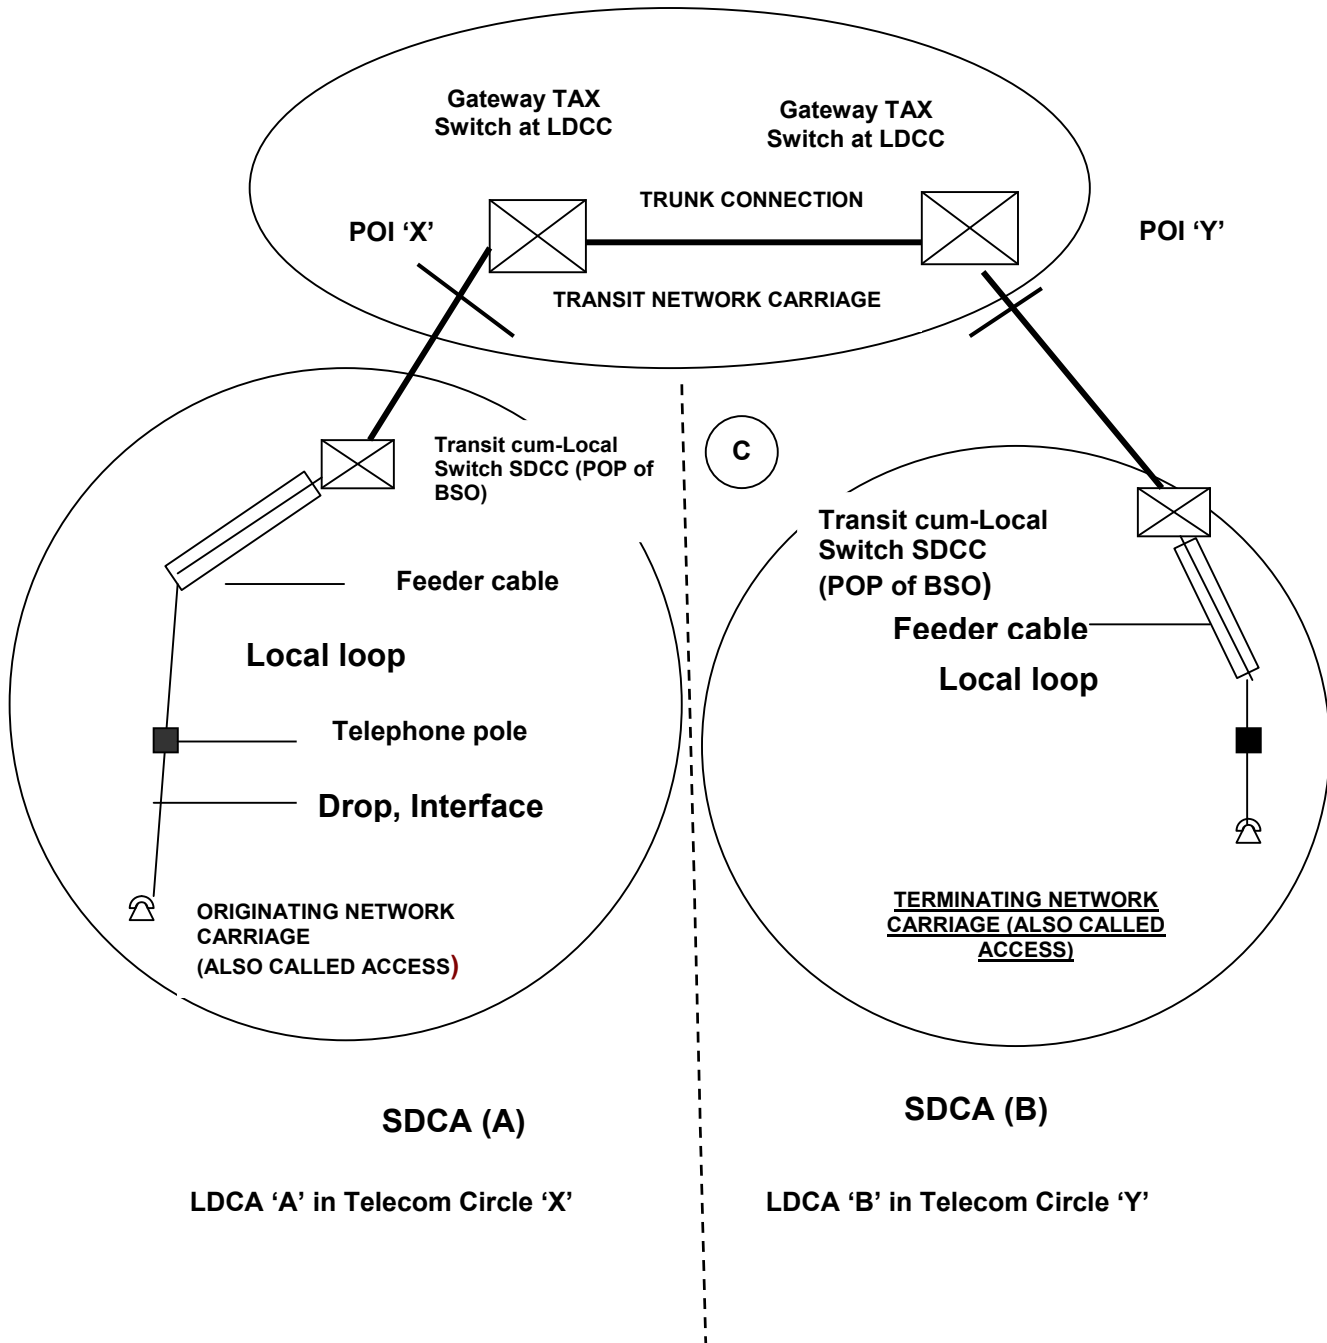 Gateway TAX
Switch at LDCC
Gateway TAX
Switch at LDCC
TRUNK CONNECTION
POI ‘X’
POI ‘Y’
TRANSIT NETWORK CARRIAGE
Transit cum-Local
Switch SDCC (POP of
BSO)
C
Transit cum-Local
Switch SDCC
(POP of BSO)
Feeder cable
Feeder cable
Local loop
Local loop
Telephone pole
Drop, Interface
ORIGINATING NETWORK
CARRIAGE
(ALSO CALLED ACCESS)
TERMINATING NETWORK
CARRIAGE (ALSO CALLED
ACCESS)
SDCA (A)
SDCA (B)
LDCA ‘A’ in Telecom Circle ‘X’
LDCA ‘B’ in Telecom Circle ‘Y’